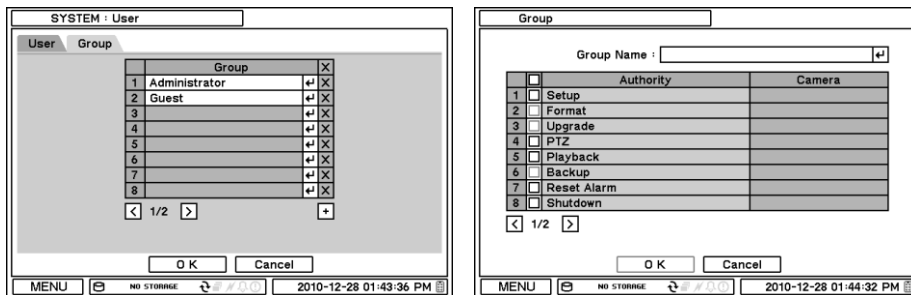 SYSTEM : User
User Group
Group X
1 Administrator ↵ X
2 Guest ↵ X
3 ↵ X
4 ↵ X
5 ↵ X
6 ↵ X
7 ↵ X
8 ↵ X
< 1/2 > +
O K Cancel
MENU NO STORAGE 2010-12-28 01:43:36 PM
Group
Group Name : ↵
Authority Camera
1 Setup
2 Format
3 Upgrade
4 PTZ
5 Playback
6 Backup
7 Reset Alarm
8 Shutdown
< 1/2 >
O K Cancel
MENU NO STORAGE 2010-12-28 01:44:32 PM